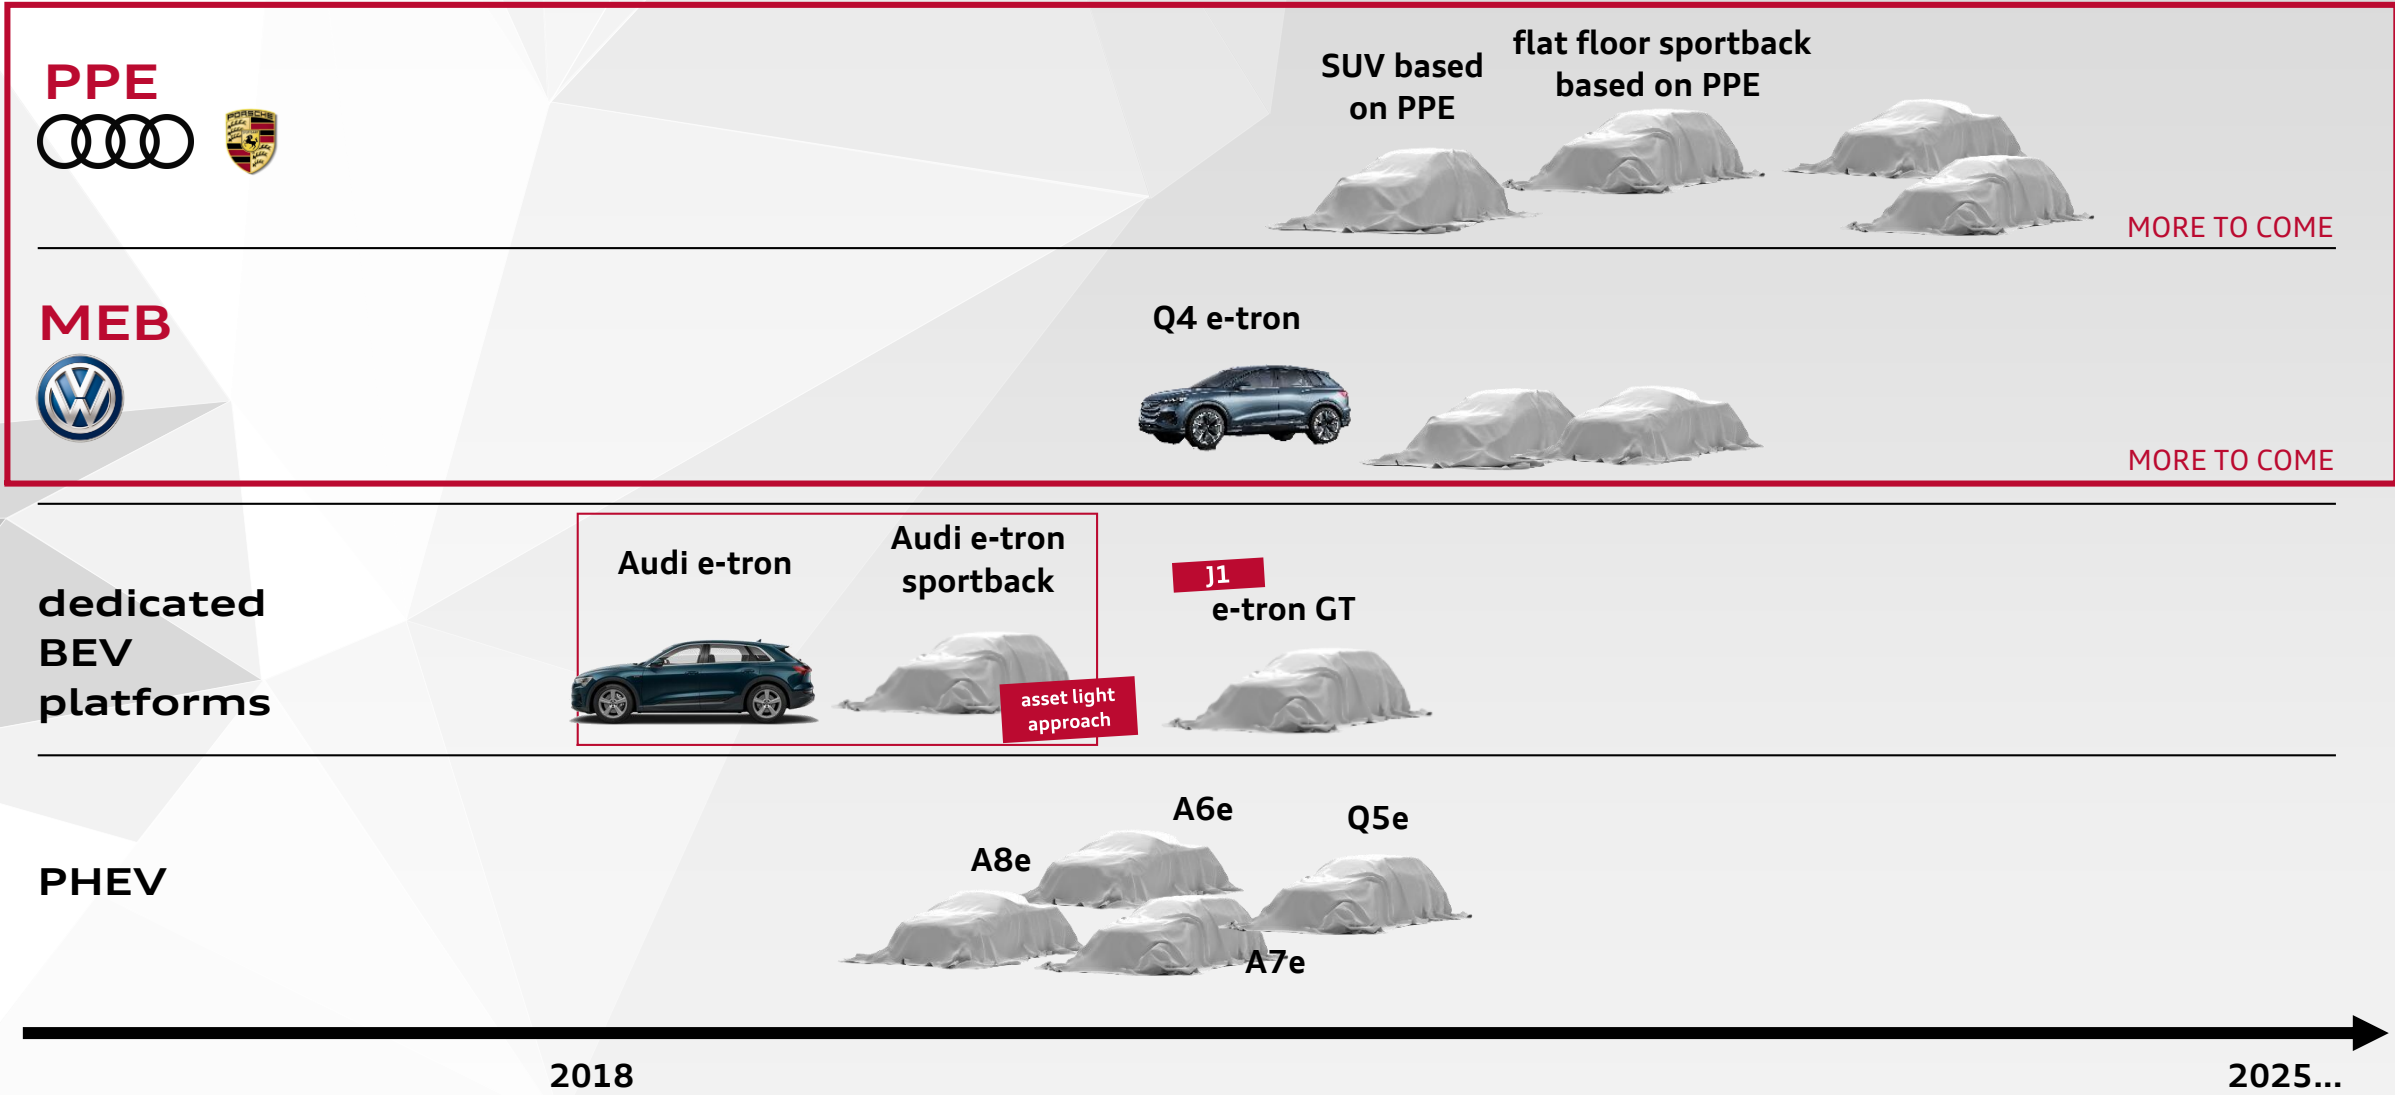 PPE
PORSCHE
SUV based
on PPE
flat floor sportback
based on PPE
MORE TO COME
MEB
Q4 e-tron
MORE TO COME
dedicated
BEV
platforms
Audi e-tron
Audi e-tron
sportback
asset light
approach
J1
e-tron GT
PHEV
A8e
A6e
Q5e
A7e
2018
2025...